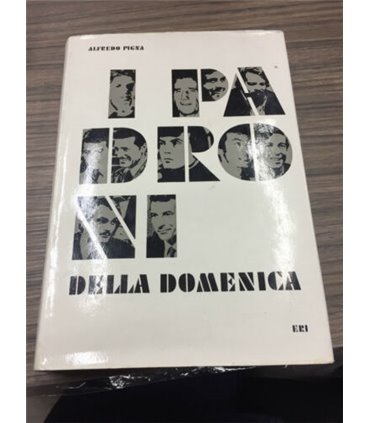 ALFREDO PIGNA
I PA
DRO
NI
DELLA DOMENICA
ERI